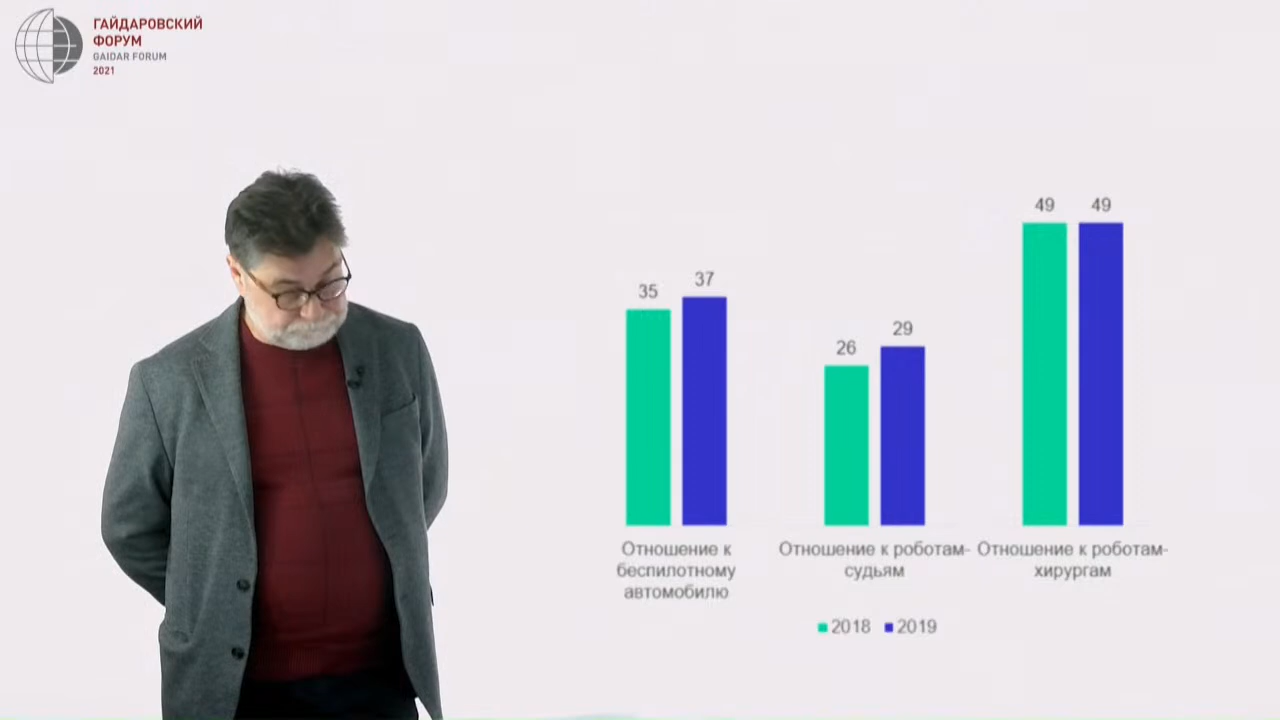 ГАЙДАРОВСКИЙ
ФОРУМ
GAIDAR FORUM
2021
35
37
26
29
49
49
Отношение к
беспилотному
автомобилю
Отношение к роботам-
судьям
Отношение к роботам-
хирургам
2018
2019